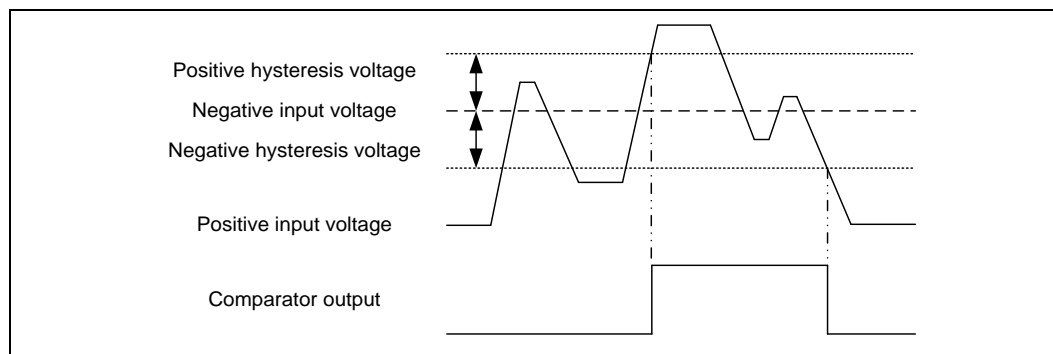 Positive hysteresis voltage
Negative input voltage
Negative hysteresis voltage
Positive input voltage
Comparator output